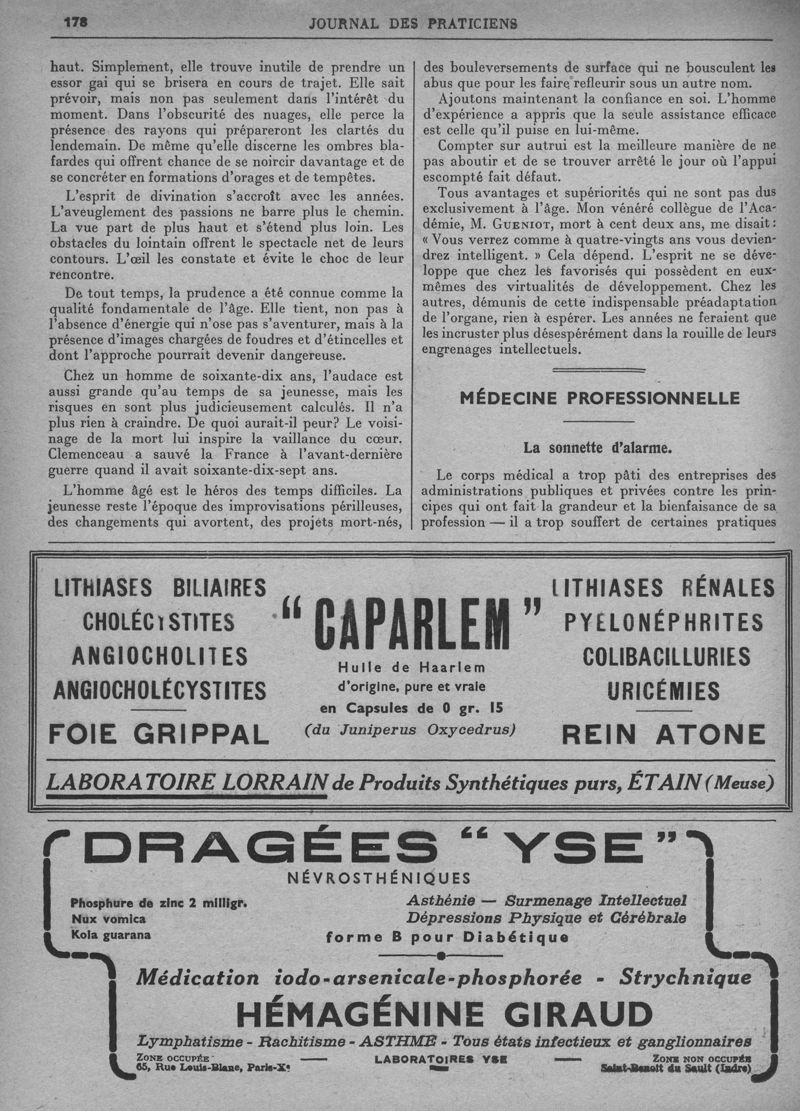 178
JOURNAL DES PRATICIENS
haut. Simplement, elle trouve inutile de prendre un
essor gai qui se brisera en cours de trajet. Elle sait
prévoir, mais non pas seulement dans l'intérêt du
moment. Dans l'obscurité des nuages, elle perce la
présence des rayons qui prépareront les clartés du
lendemain. De même qu'elle discerne les ombres bla-
fardes qui offrent chance de se noircir davantage et de
se concréter en formations d'orages et de tempêtes.
L'esprit de divination s'accroît avec les années.
L'aveuglement des passions ne barre plus le chemin.
La vue part de plus haut et s'étend plus loin. Les
obstacles du lointain offrent le spectacle net de leurs
contours. L'œil les constate et évite le choc de leur
rencontre.
De tout temps, la prudence a été connue comme la
qualité fondamentale de l'âge. Elle tient, non pas à
l'absence d'énergie qui n'ose pas s'aventurer, mais à la
présence d'images chargées de foudres et d'étincelles et
dont l'approche pourrait devenir dangereuse.
Chez un homme de soixante-dix ans, l'audace est
aussi grande qu'au temps de sa jeunesse, mais les
risques en sont plus judicieusement calculés. Il n'a
plus rien à craindre. De quoi aurait-il peur? Le voisi-
nage de la mort lui inspire la vaillance du cœur.
Clemenceau a sauvé la France à l'avant-dernière
guerre quand il avait soixante-dix-sept ans.
L'homme âgé est le héros des temps difficiles. La
jeunesse reste l'époque des improvisations périlleuses,
des changements qui avortent, des projets mort-nés,
des bouleversements de surface qui ne bousculent les
abus que pour les faire refleurir sous un autre nom.
Ajoutons maintenant la confiance en soi. L'homme
d'expérience a appris que la seule assistance efficace
est celle qu'il puise en lui-même.
Compter sur autrui est la meilleure manière de ne
pas aboutir et de se trouver arrêté le jour où l'appui
escompté fait défaut.
Tous avantages et supériorités qui ne sont pas dus
exclusivement à l'âge. Mon vénéré collègue de l'Aca-
démie, M. GUENIOT, mort à cent deux ans, me disait :
« Vous verrez comme à quatre-vingts ans vous devien-
drez intelligent. » Cela dépend. L'esprit ne se déve-
loppe que chez les favorisés qui possèdent en eux-
mêmes des virtualités de développement. Chez les
autres, démunis de cette indispensable préadaptation
de l'organe, rien à espérer. Les années ne feraient que
les incruster plus désespérément dans la rouille de leurs
engrenages intellectuels.
MÉDECINE PROFESSIONNELLE
La sonnette d'alarme.
Le corps médical a trop pâti des entreprises des
administrations publiques et privées contre les prin-
cipes qui ont fait la grandeur et la bienfaisance de sa
profession — il a trop souffert de certaines pratiques
LITHIASES BILIAIRES
CHOLÉCYSTITES
ANGIOCHOLITES
ANGIOCHOLÉCYSTITES
FOIE GRIPPAL
"CAPARLEM"
Huile de Haarlem
d'origine, pure et vraie
en Capsules de 0 gr. 15
(du Juniperus Oxycedrus)
LITHIASES RÉNALES
PYÉLONÉPHRITES
COLIBACILLURIES
URICÉMIES
REIN ATONE
LABORATOIRE LORRAIN de Produits Synthétiques purs, ÉTAIN (Meuse)
DRAGÉES "YSE"
NÉVROSTHÉNIQUES
Phosphure de zinc 2 milligr.
Nux vomica
Kola guarana
Asthénie — Surmenage Intellectuel
Dépressions Physique et Cérébrale
forme B pour Diabétique
Médication iodo-arsenicale-phosphorée - Strychnique
HÉMAGÉNINE GIRAUD
Lymphatisme - Rachitisme - ASTHME - Tous états infectieux et ganglionnaires
ZONE OCCUPÉE
65, Rue Louis-Blanc, Paris-Xe
LABORATOIRES YSE
ZONE NON OCCUPÉE
Saint-Benoit du Sault (Indre)